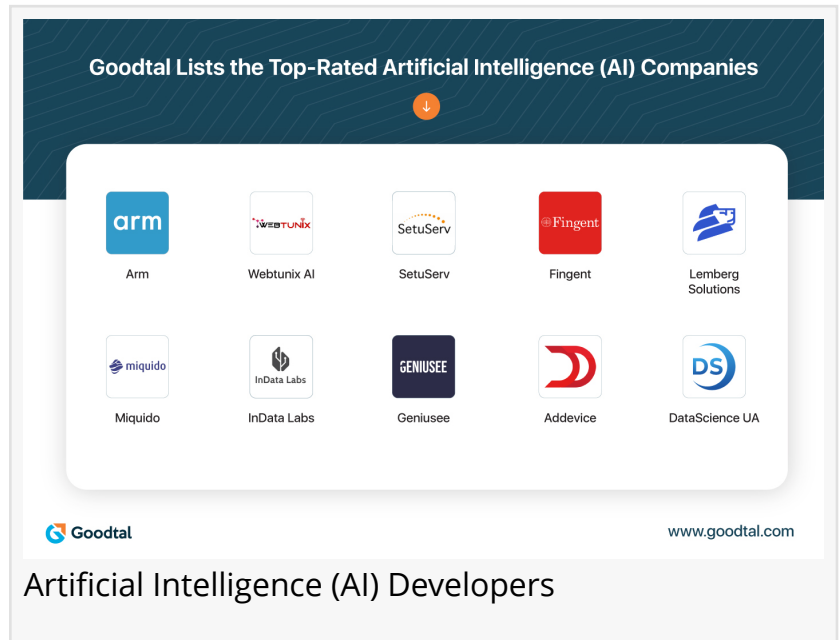 Goodtal Lists the Top-Rated Artificial Intelligence (AI) Companies
arm
WEBTUNIX
SetuServ
Fingent
Arm
Webtunix AI
SetuServ
Fingent
Lemberg
Solutions
miquido
InData Labs
GENIUSEE
DS
Miquido
InData Labs
Geniusee
Addevice
DataScience UA
Goodtal
www.goodtal.com
Artificial Intelligence (AI) Developers